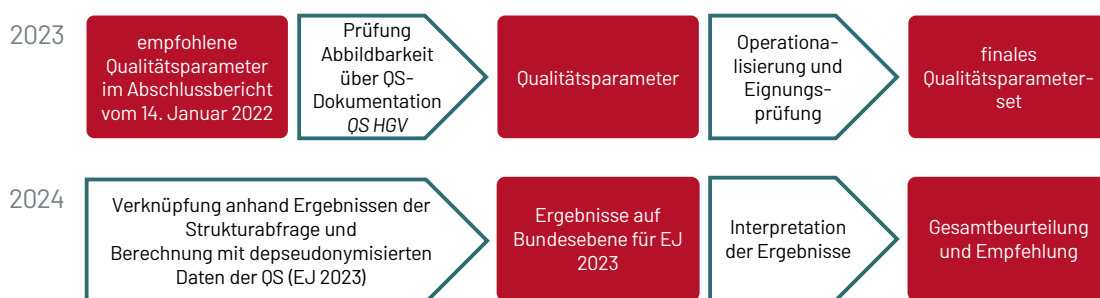 2023
empfohlene
Qualitätsparameter
im Abschlussbericht
vom 14. Januar 2022
Prüfung
Abbildbarkeit
über QS-
Dokumentation
QS HGV
Qualitätsparameter
Operationa-
lisierung und
Eignungs-
prüfung
finales
Qualitätsparameter-
set
2024
Verknüpfung anhand Ergebnissen der
Strukturabfrage und
Berechnung mit depseudonymisierten
Daten der QS (EJ 2023)
Ergebnisse auf
Bundesebene für EJ
2023
Interpretation
der Ergebnisse
Gesamtbeurteilung
und Empfehlung